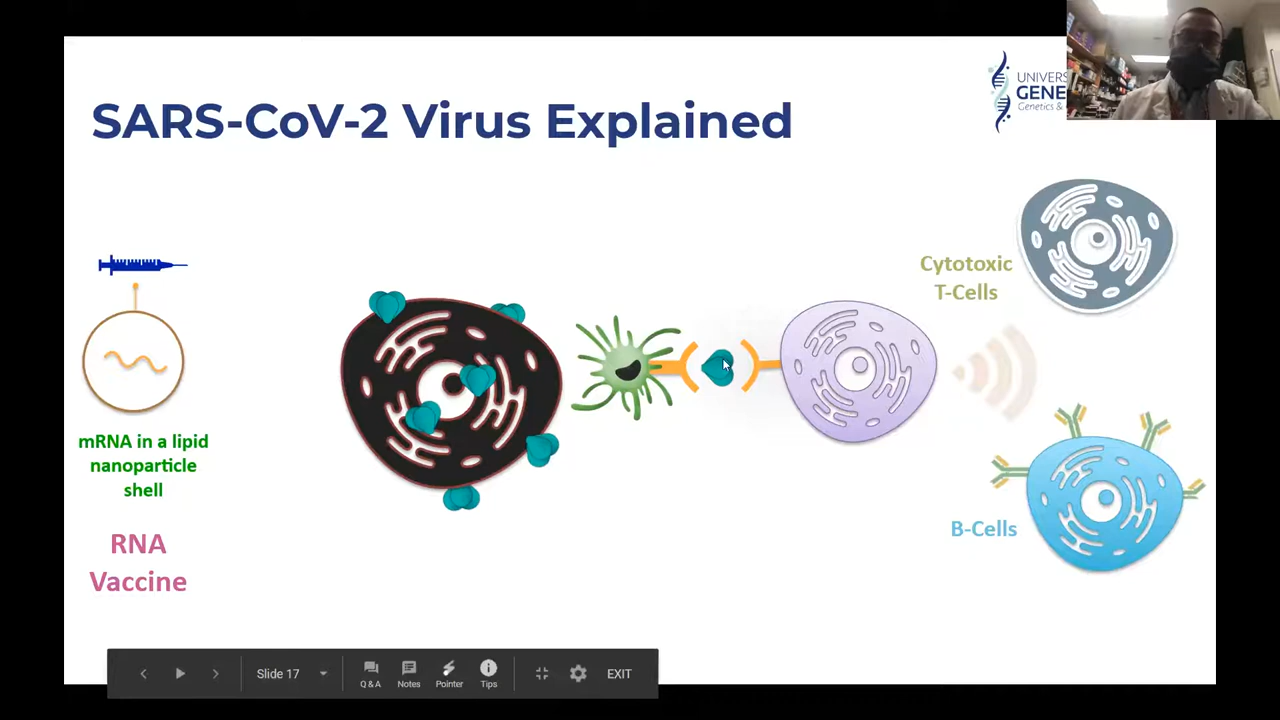 SARS-CoV-2 Virus Explained
UNIVERS
GENE
Genetics &
Cytotoxic
T-Cells
mRNA in a lipid
nanoparticle
shell
RNA
Vaccine
B-Cells
Slide 17
Q & A
Notes
Pointer
Tips
EXIT